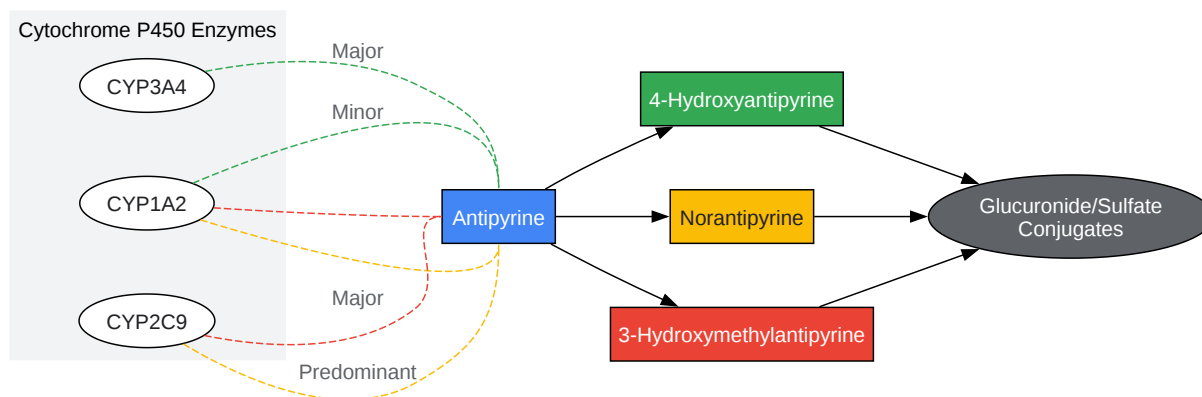 Cytochrome P450 Enzymes
CYP3A4
CYP1A2
CYP2C9
Major
Minor
Major
Predominant
Antipyrine
4-Hydroxyantipyrine
Norantipyrine
3-Hydroxymethylantipyrine
Glucuronide/Sulfate
Conjugates